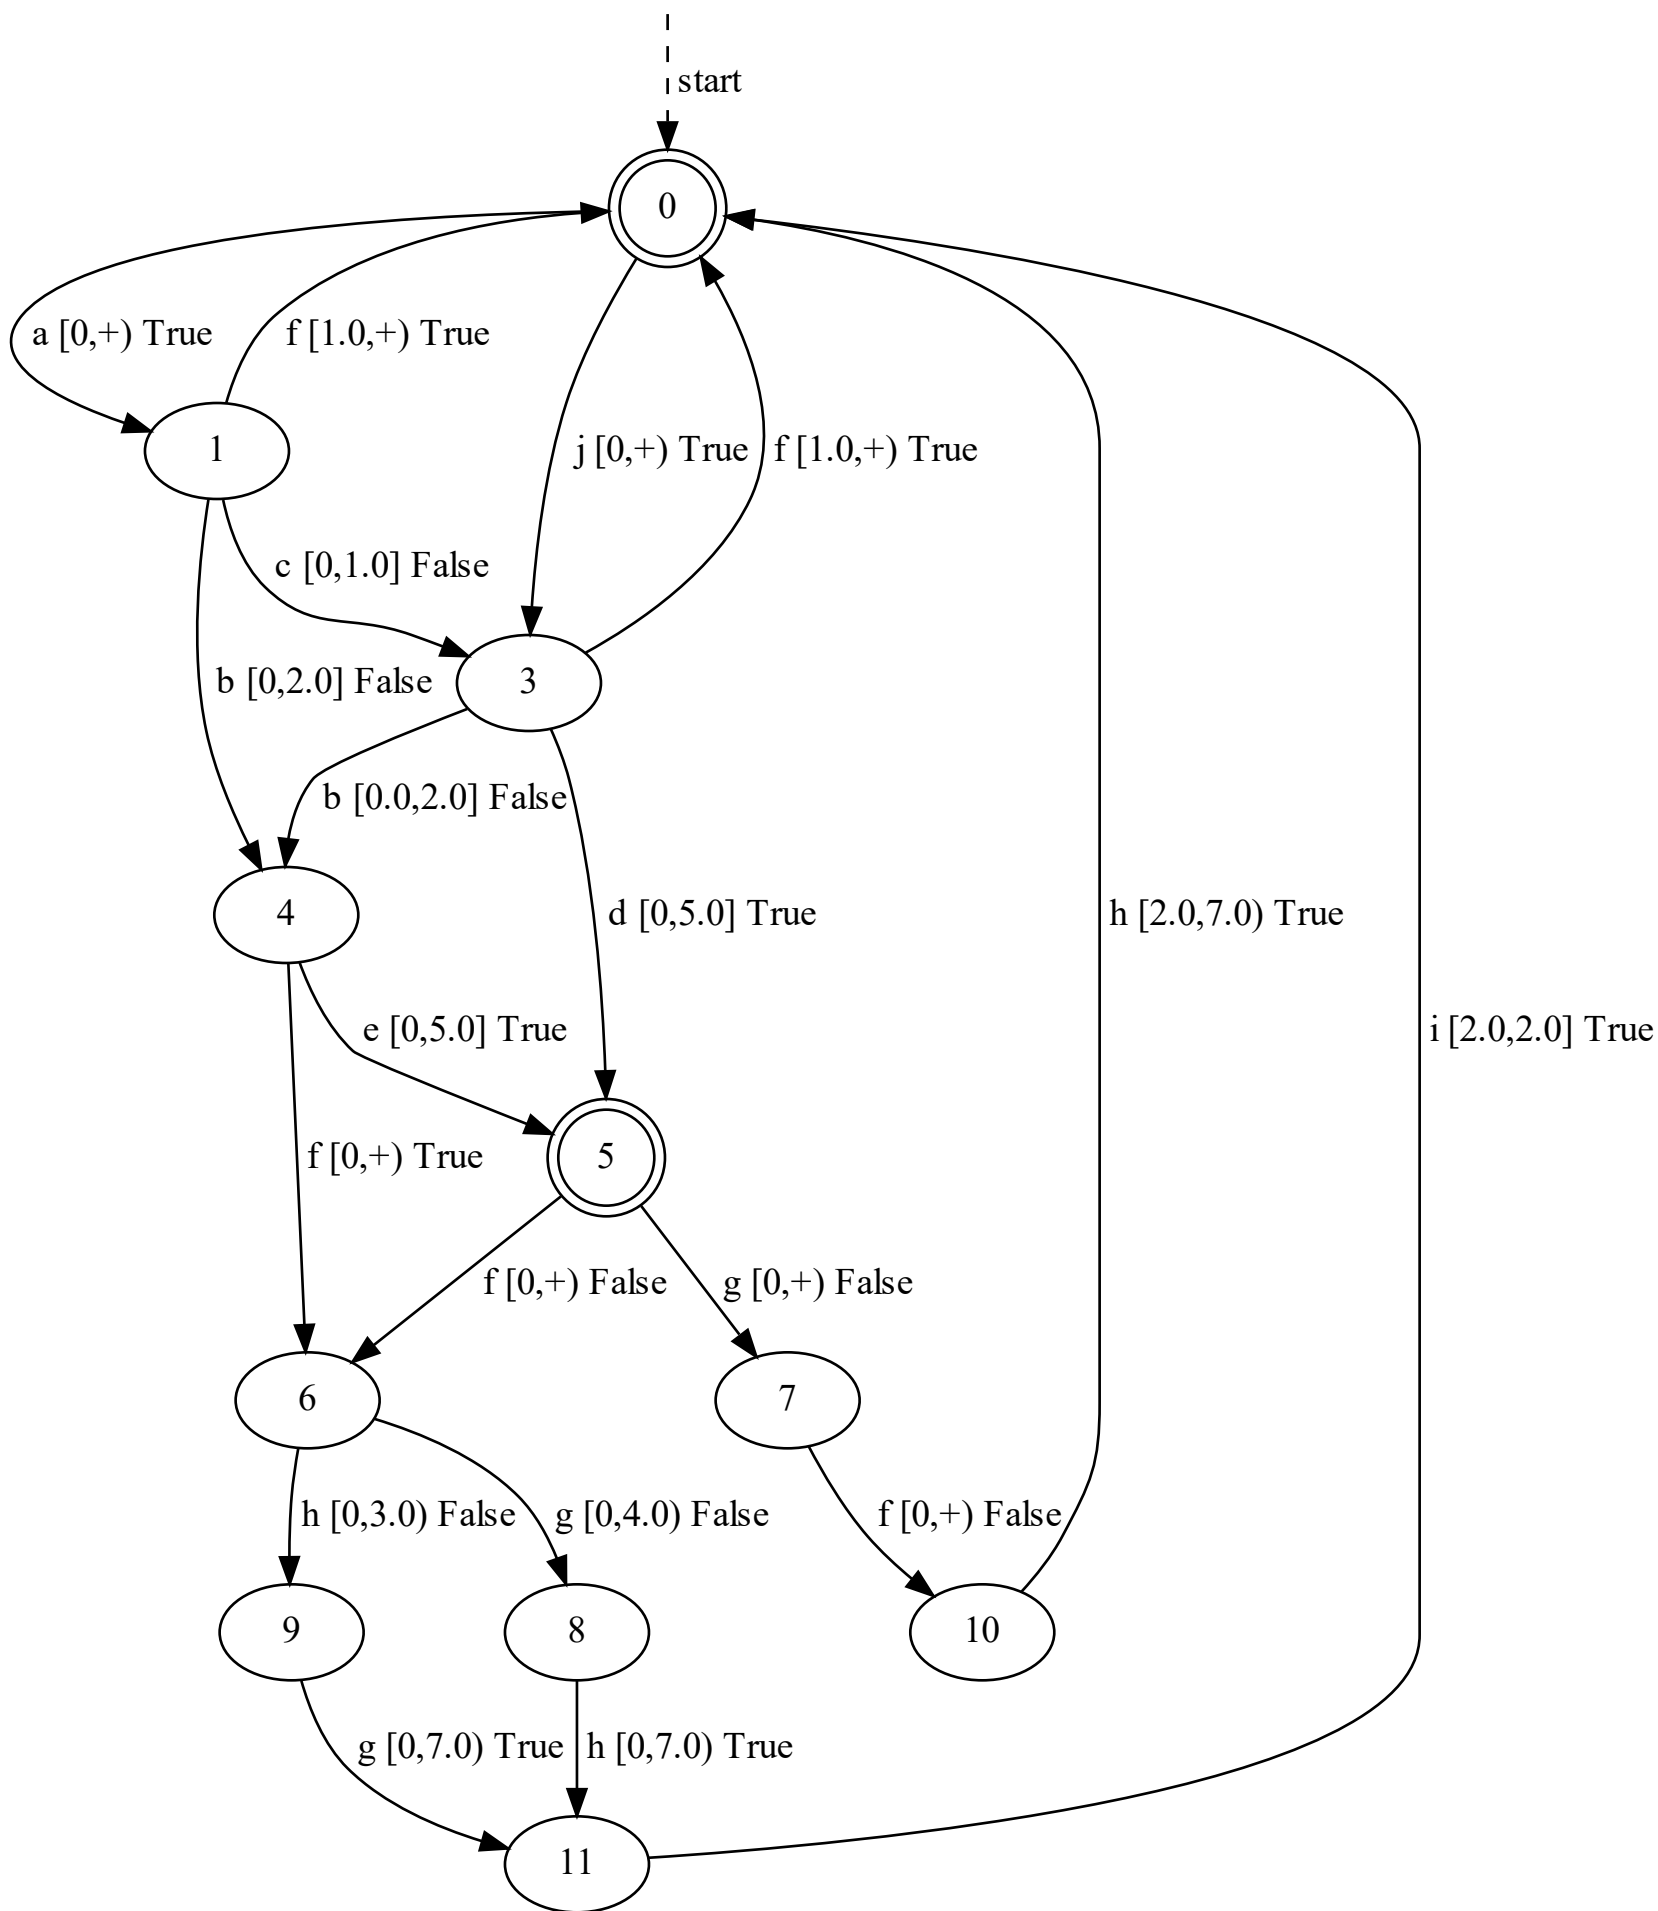 start
0
a [0,+) True
f [1.0,+) True
1
j [0,+) True
f [1.0,+) True
c [0,1.0] False
b [0,2.0] False
3
b [0.0,2.0] False
4
d [0,5.0] True
h [2.0,7.0) True
e [0,5.0] True
i [2.0,2.0] True
f [0,+) True
5
f [0,+) False
g [0,+) False
6
7
h [0,3.0) False
g [0,4.0) False
f [0,+) False
9
8
10
g [0,7.0) True
h [0,7.0) True
11